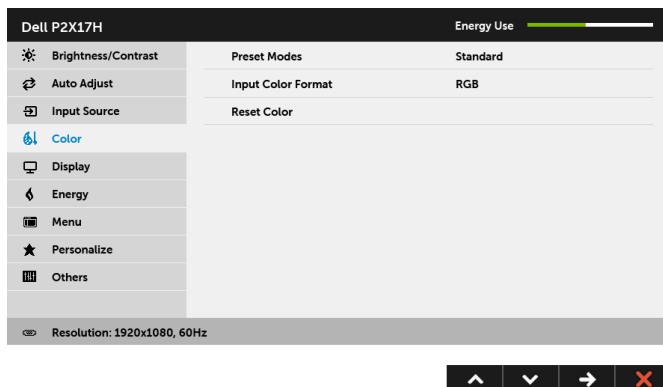 Dell P2X17H
Energy Use
Brightness/Contrast
Preset Modes
Standard
Auto Adjust
Input Color Format
RGB
Input Source
Reset Color
Color
Display
Energy
Menu
Personalize
Others
Resolution: 1920x1080, 60Hz